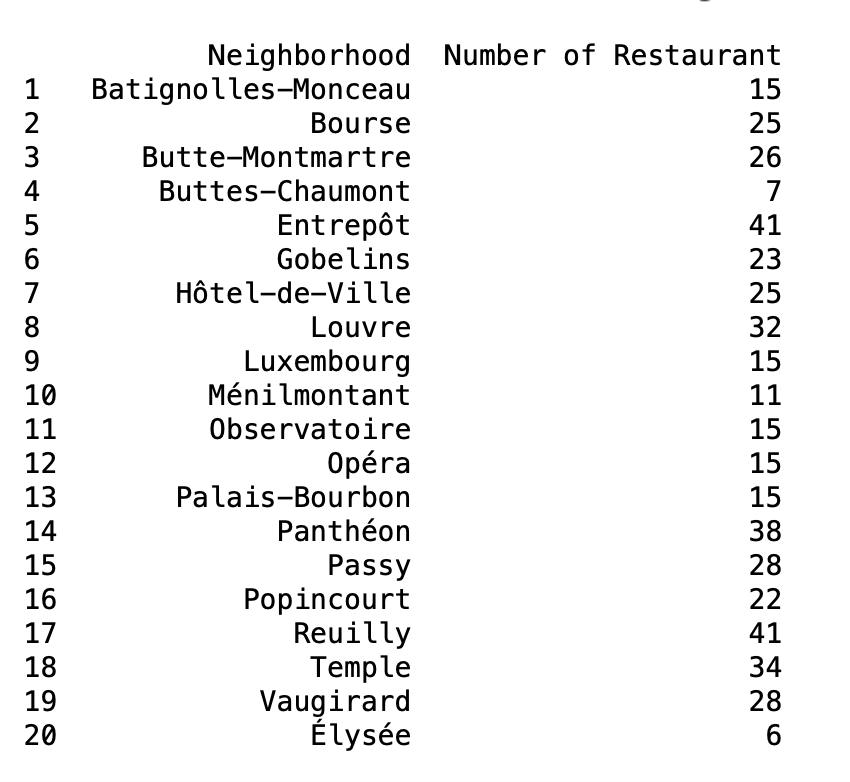 Neighborhood Number of Restaurant
1 Batignolles-Monceau 15
2 Bourse 25
3 Butte-Montmartre 26
4 Buttes-Chaumont 7
5 Entrepôt 41
6 Gobelins 23
7 Hôtel-de-Ville 25
8 Louvre 32
9 Luxembourg 15
10 Ménilmontant 11
11 Observatoire 15
12 Opéra 15
13 Palais-Bourbon 15
14 Panthéon 38
15 Passy 28
16 Popincourt 22
17 Reuilly 41
18 Temple 34
19 Vaugirard 28
20 Élysée 6